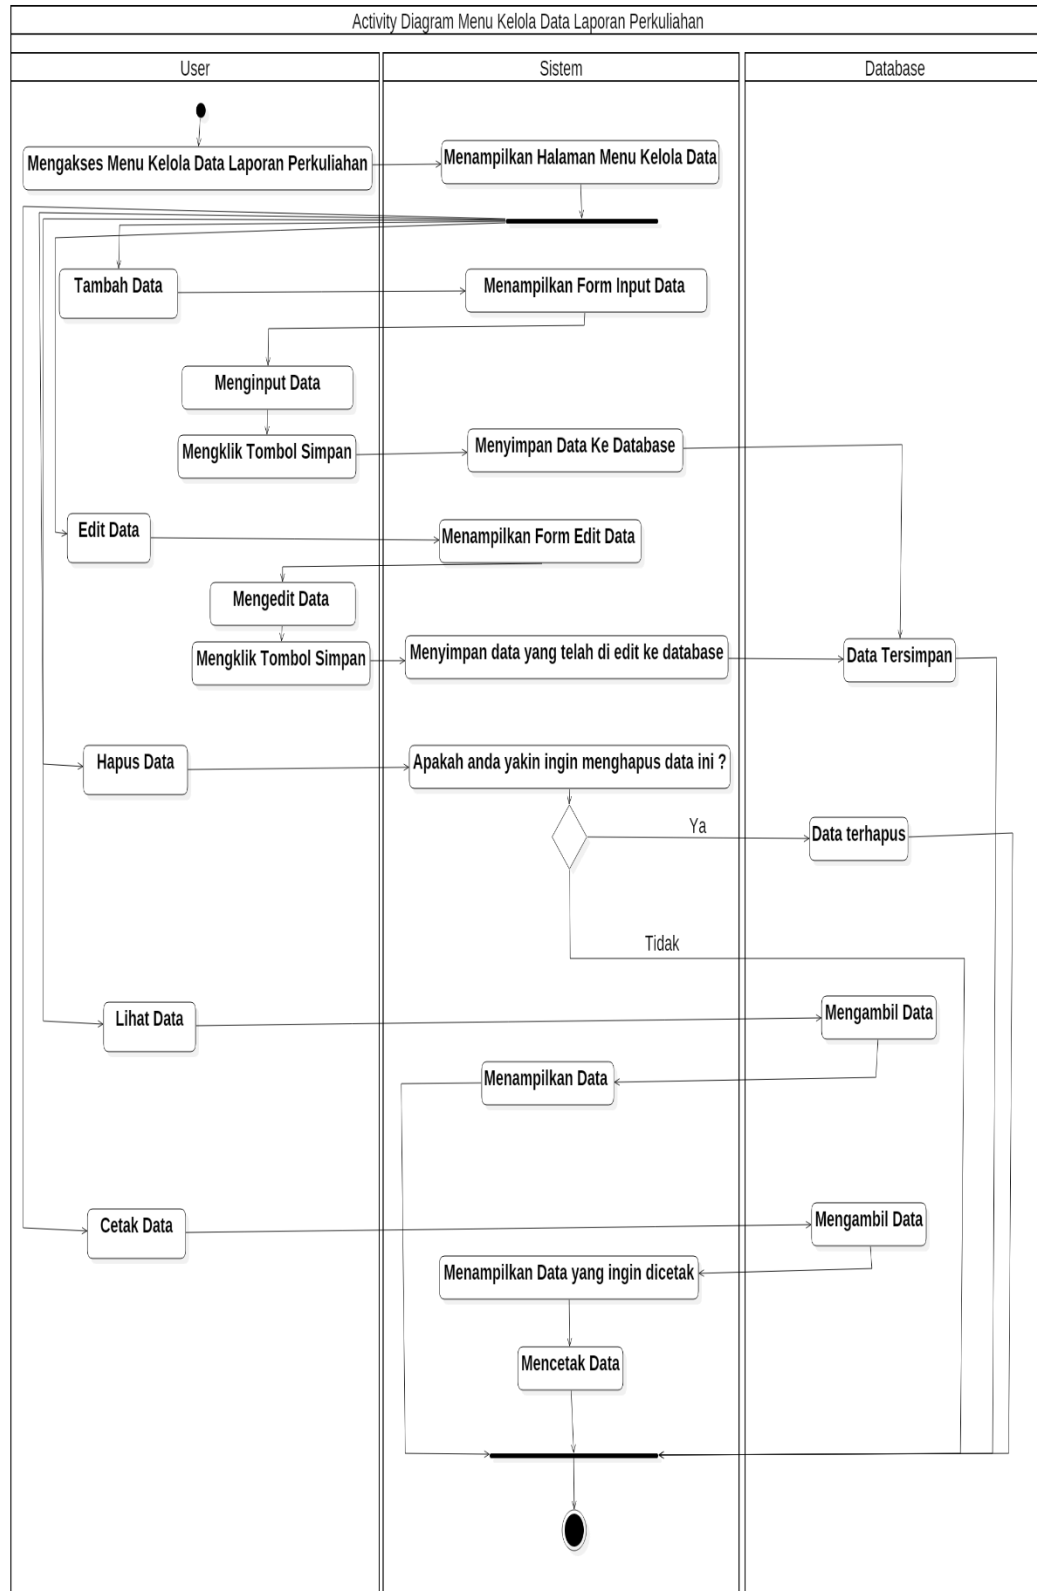 Activity Diagram Menu Kelola Data Laporan Perkuliahan
User
Sistem
Database
Mengakses Menu Kelola Data Laporan Perkuliahan
Menampilkan Halaman Menu Kelola Data
Tambah Data
Menampilkan Form Input Data
Menginput Data
Mengklik Tombol Simpan
Menyimpan Data Ke Database
Edit Data
Menampilkan Form Edit Data
Mengedit Data
Mengklik Tombol Simpan
Menyimpan data yang telah di edit ke database
Data Tersimpan
Hapus Data
Apakah anda yakin ingin menghapus data ini ?
Ya
Data terhapus
Tidak
Lihat Data
Mengambil Data
Menampilkan Data
Cetak Data
Mengambil Data
Menampilkan Data yang ingin dicetak
Mencetak Data